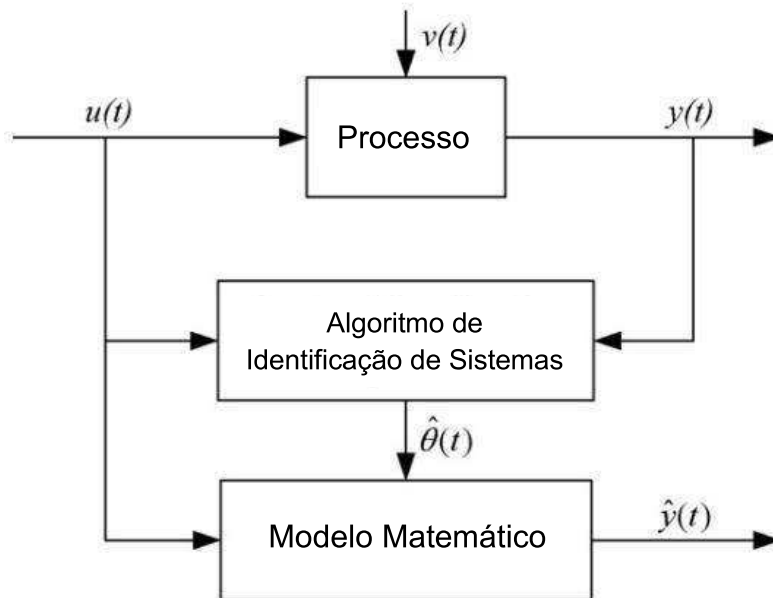 v(t)
u(t)
Processo
y(t)
Algoritmo de
Identificação de Sistemas
θ̂(t)
Modelo Matemático
ŷ(t)